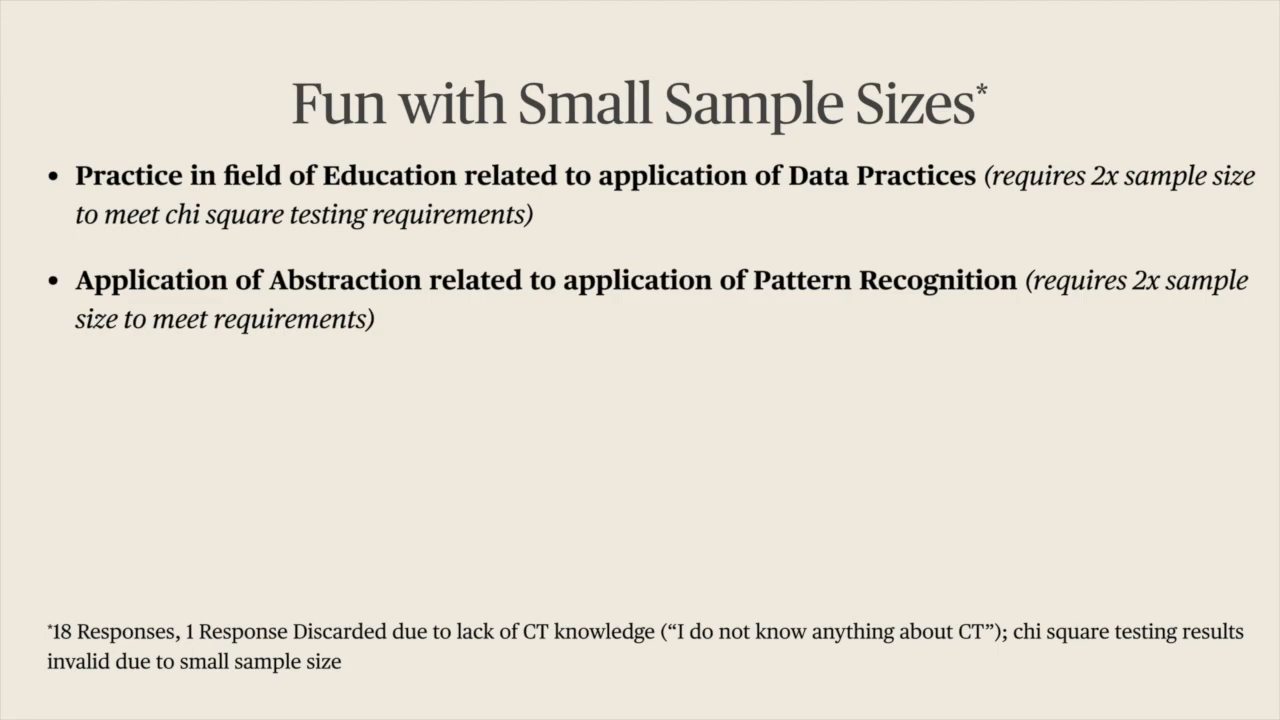 Fun with Small Sample Sizes*
• Practice in field of Education related to application of Data Practices (requires 2x sample size
to meet chi square testing requirements)
• Application of Abstraction related to application of Pattern Recognition (requires 2x sample
size to meet requirements)
*18 Responses, 1 Response Discarded due to lack of CT knowledge (“I do not know anything about CT”); chi square testing results
invalid due to small sample size